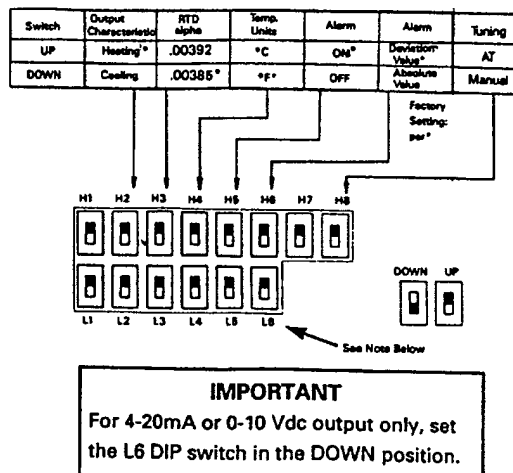 Switch Output Characteristic RTD alpha Temp. Units Alarm Alarm Tuning
UP Heating* .00392 °C ON* Deviation* Value* AT
DOWN Cooling .00385* °F* OFF Absolute Value Manual
Factory
Setting:
per*
H1 H2 H3 H4 H5 H6 H7 H8
DOWN UP
L1 L2 L3 L4 L5 L6
See Note Below
IMPORTANT
For 4-20mA or 0-10 Vdc output only, set
the L6 DIP switch in the DOWN position.